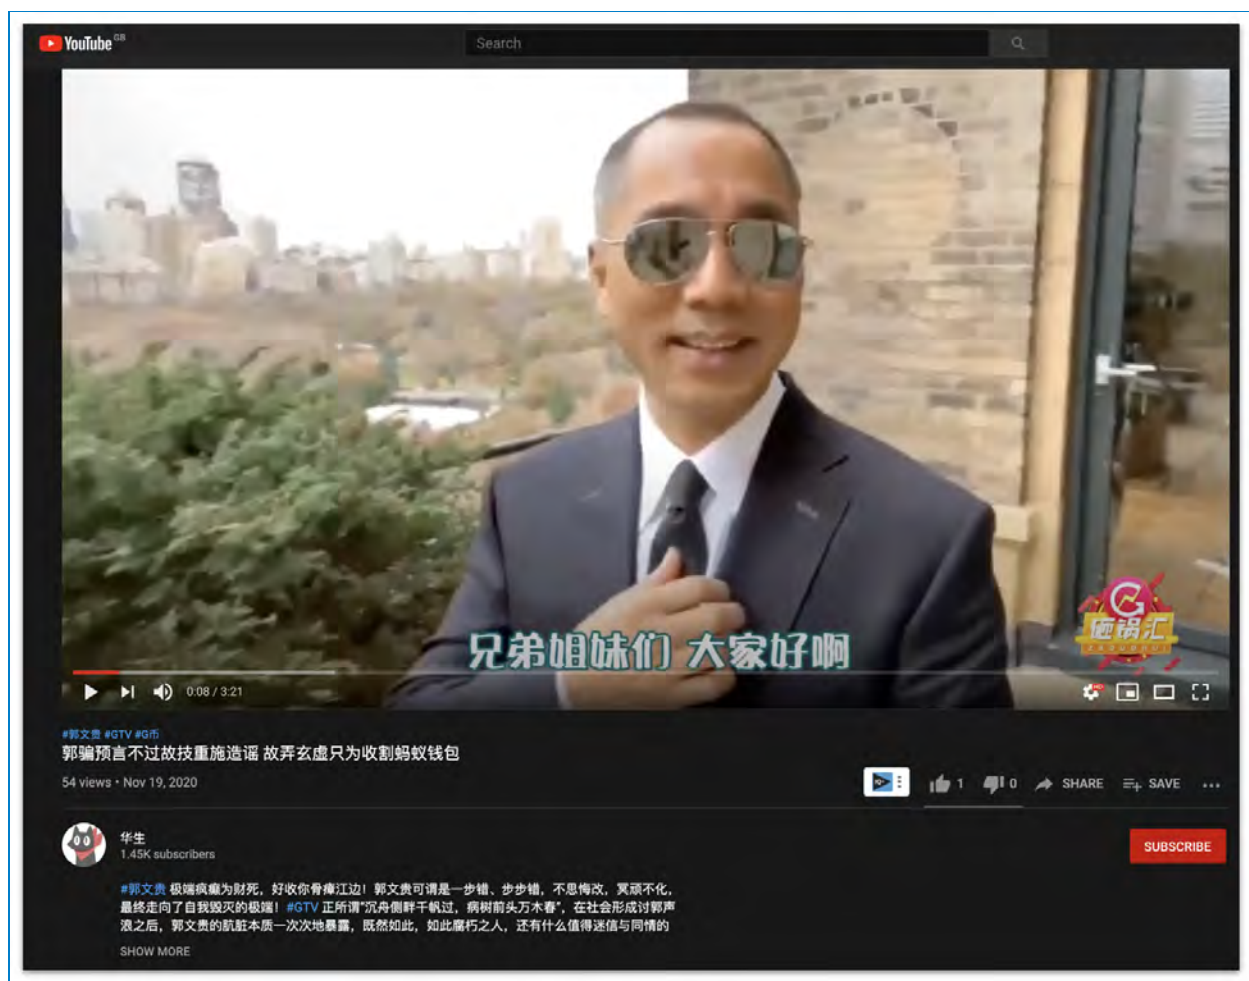 YouTube GB
Search
兄弟姐妹们 大家好啊
砸锅汇
ZAGUOHUI
0:08 / 3:21
#郭文贵 #GTV #G币
郭骗预言不过故技重施造谣 故弄玄虚只为收割蚂蚁钱包
54 views • Nov 19, 2020
1
0
SHARE
SAVE
华生
1.45K subscribers
SUBSCRIBE
#郭文贵 极端疯癫为财死，好收你骨瘴江边！郭文贵可谓是一步错、步步错，不思悔改，冥顽不化，
最终走向了自我毁灭的极端！#GTV 正所谓"沉舟侧畔千帆过，病树前头万木春"，在社会形成讨郭声
浪之后，郭文贵的肮脏本质一次次地暴露，既然如此，如此腐朽之人，还有什么值得迷信与同情的
SHOW MORE